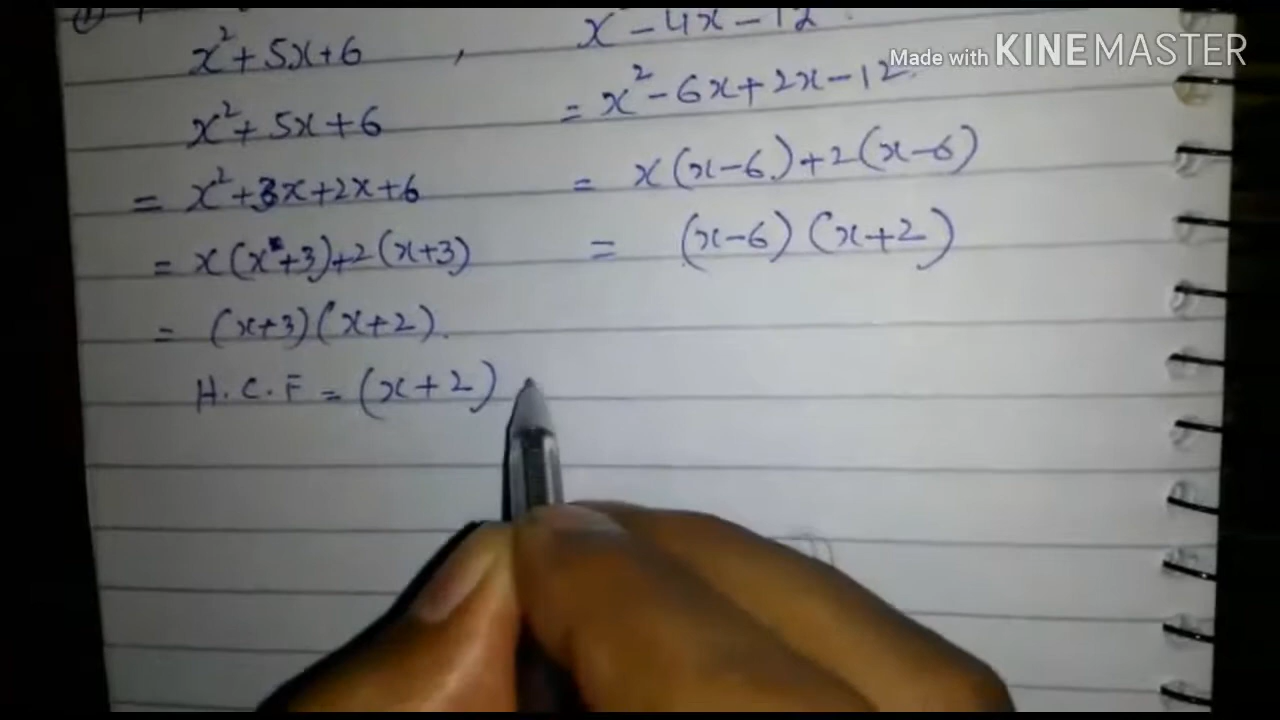 x²+5x+6 , x²-4x-12
Made with KINEMASTER
x²+5x+6
= x²-6x+2x-12.
= x²+3x+2x+6
= x(x-6)+2(x-6)
= x(x+3)+2(x+3)
= (x-6)(x+2)
= (x+3)(x+2).
H.C.F = (x+2)